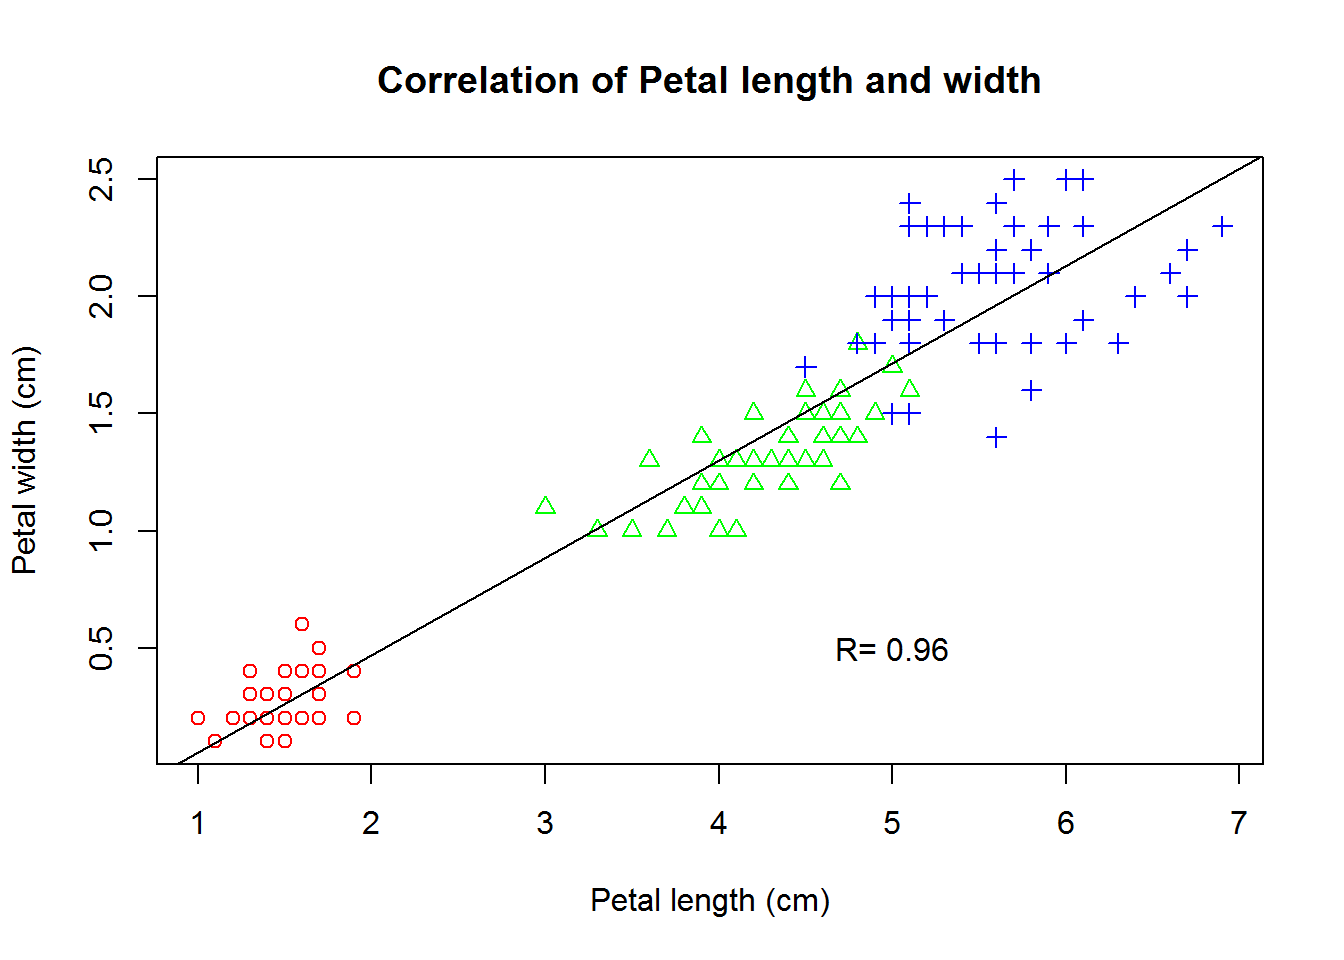 Correlation of Petal length and width
2.5
2.0
1.5
1.0
0.5
Petal width (cm)
R= 0.96
1 2 3 4 5 6 7
Petal length (cm)